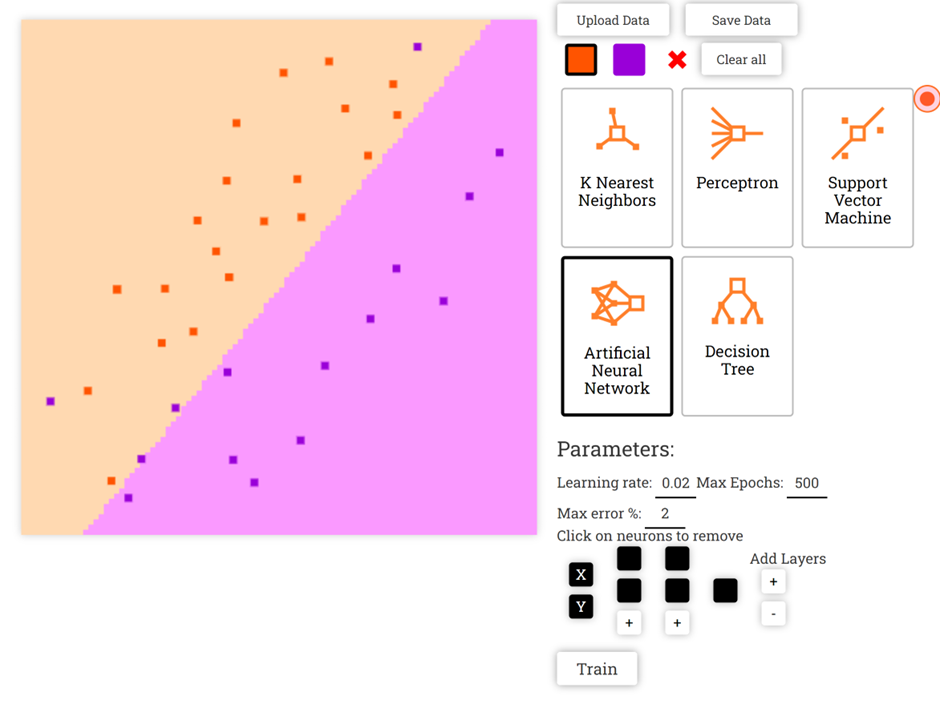 Upload Data
Save Data
Clear all
K Nearest
Neighbors
Perceptron
Support
Vector
Machine
Artificial
Neural
Network
Decision
Tree
Parameters:
Learning rate: 0.02 Max Epochs: 500
Max error %: 2
Click on neurons to remove
Add Layers
X
Y
+
-
+
+
Train